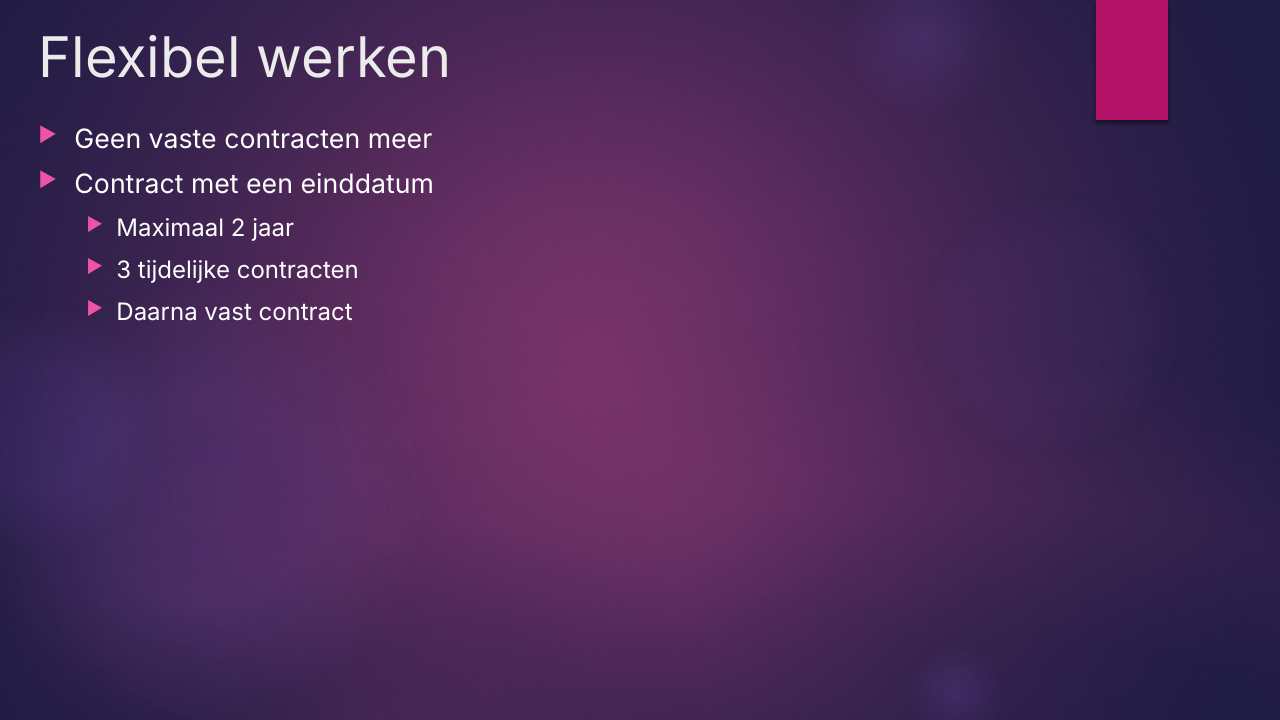 Flexibel werken
Geen vaste contracten meer
Contract met een einddatum
Maximaal 2 jaar
3 tijdelijke contracten
Daarna vast contract